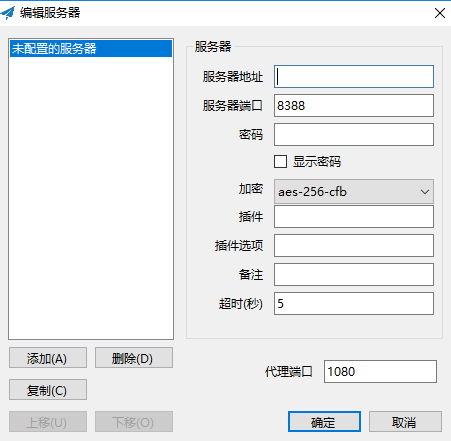 编辑服务器
未配置的服务器
服务器
服务器地址
服务器端口 8388
密码
显示密码
加密 aes-256-cfb
插件
插件选项
备注
超时(秒) 5
添加(A) 删除(D)
代理端口 1080
复制(C)
上移(U) 下移(O) 确定 取消